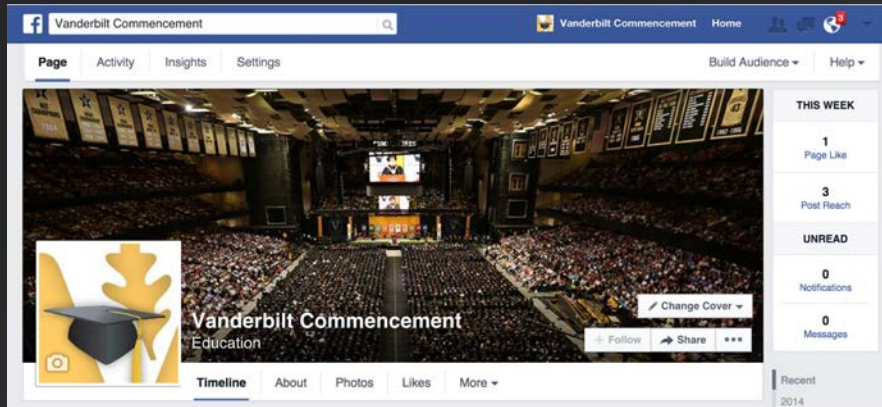 Vanderbilt Commencement
Vanderbilt Commencement Home 3
Page Activity Insights Settings Build Audience Help
THIS WEEK
1
Page Like
3
Post Reach
UNREAD
0
Notifications
0
Messages
Recent
2014
43
Change Cover
Vanderbilt Commencement
Education
+ Follow Share •••
Timeline About Photos Likes More